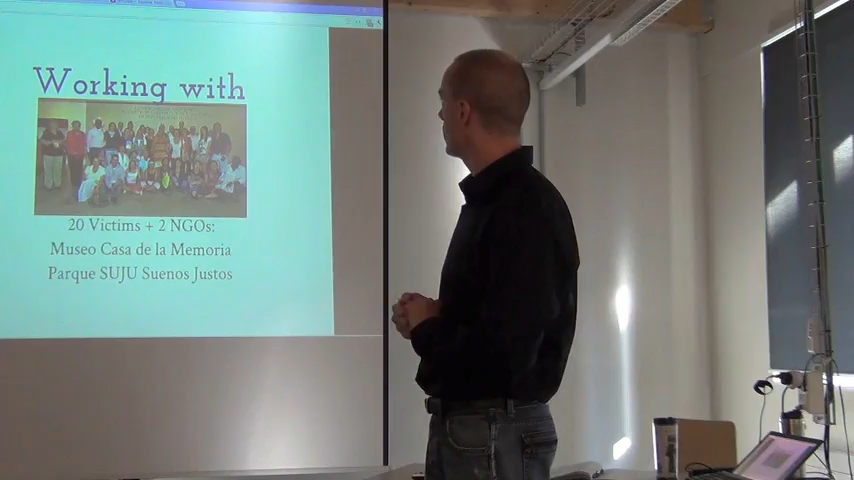 Working with
20 Victims + 2 NGOs:
Museo Casa de la Memoria
Parque SUJU Suenos Justos